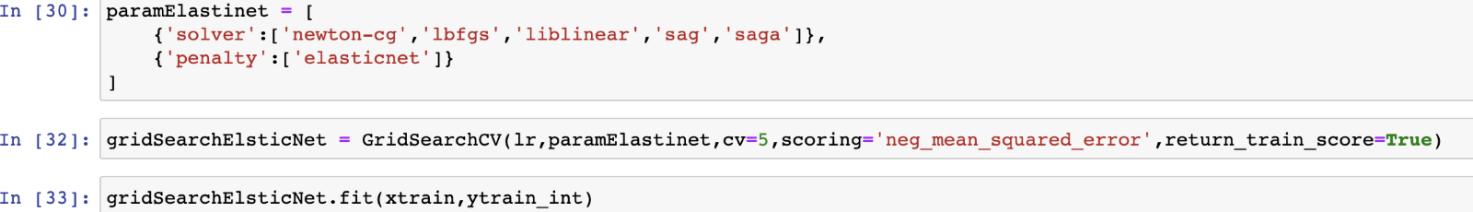 In [30]: paramElastinet = [
{'solver':['newton-cg','lbfgs','liblinear','sag','saga']},
{'penalty':['elasticnet']}
]
In [32]: gridSearchElsticNet = GridSearchCV(lr,paramElastinet,cv=5,scoring='neg_mean_squared_error',return_train_score=True)
In [33]: gridSearchElsticNet.fit(xtrain,ytrain_int)